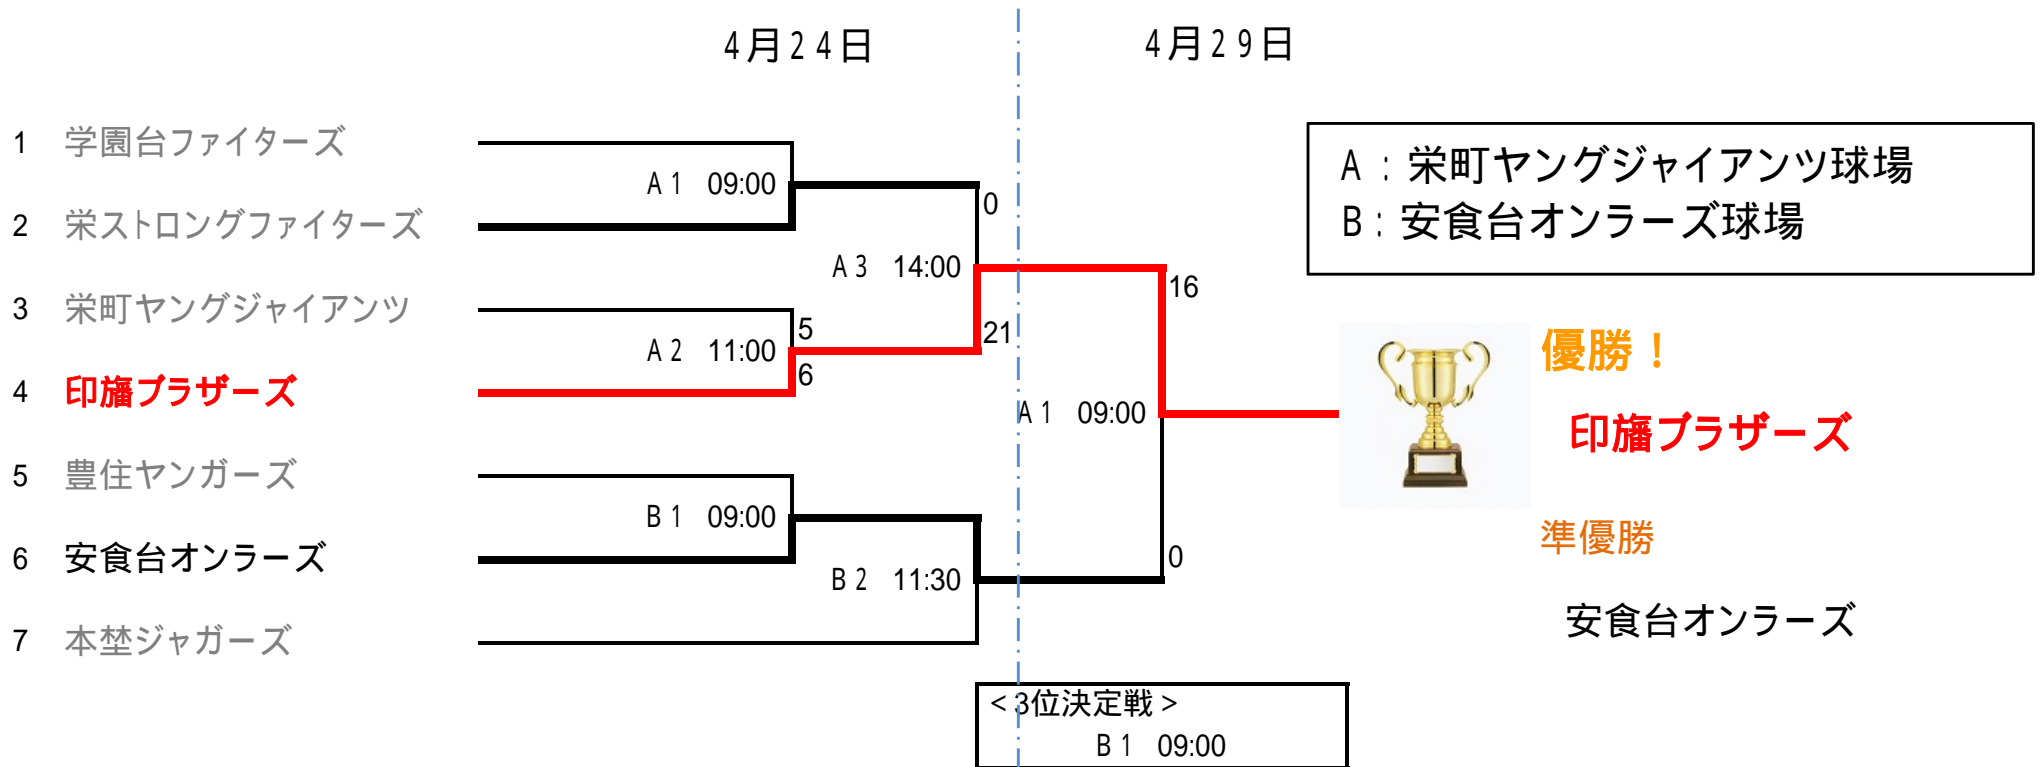 4月24日
4月29日
1 学園台ファイターズ
2 栄ストロングファイターズ
3 栄町ヤングジャイアンツ
4 印旛ブラザーズ
5 豊住ヤンガーズ
6 安食台オンラーズ
7 本埜ジャガーズ
A1 09:00
A2 11:00
5
6
B1 09:00
A3 14:00
0
21
B2 11:30
A1 09:00
16
0
A：栄町ヤングジャイアンツ球場
B：安食台オンラーズ球場
優勝！
印旛ブラザーズ
準優勝
安食台オンラーズ
＜3位決定戦＞
B1 09:00